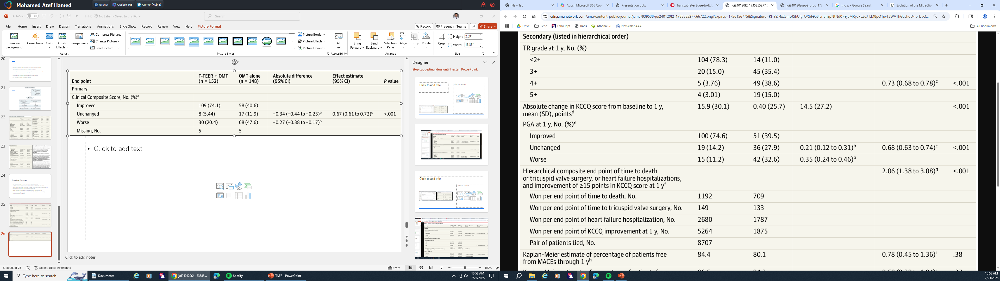 Mohamed Atef Hamed
eTenet
Outlook 365
Cerner (Hub 5)
AutoSave Off
Tri.FR
No Label • Saved to this PC
Search
File Home Insert Draw Design Transitions Animations Slide Show Record Review View Help Picture Format
Record
Present in Teams
Share
Remove Background
Corrections
Color
Artistic Effects
Transparency
Compress Pictures
Change Picture
Reset Picture
Adjust
Picture Styles
Picture Border
Picture Effects
Picture Layout
Alt Text
Accessibility
Bring Forward
Send Backward
Selection Pane
Align
Group
Rotate
Arrange
Crop
Height: 2.59"
Width: 13.33"
Size
20
21
22
23
24
Procedural Outcomes
25
26
End point T-TEER + OMT (n = 152) OMT alone (n = 148) Absolute difference (95% CI) Effect estimate (95% CI) P value
Primary
Clinical Composite Score, No. (%)a
Improved 109 (74.1) 58 (40.6)
Unchanged 8 (5.44) 17 (11.9) −0.34 (−0.44 to −0.23)b 0.67 (0.61 to 0.72)c <.001
Worse 30 (20.4) 68 (47.6) −0.27 (−0.38 to −0.17)b
Missing, No. 5 5
• Click to add text
Click to add notes
Designer
Stop suggesting ideas until I restart PowerPoint.
Click to add title
Click to add title
Slide 26 of 26
Accessibility: Investigate
Notes
100%
Type here to search
Documents
joi240120t2_173585...
Spotify
Tri.FR - PowerPoint
10:58 AM
7/23/2025
New Tab
Apps | Microsoft 365 Cop
Presentation.pptx
Transcatheter Edge-to-Ed
joi240120t2_1735855277.6
joi240120supp2_prod_173
triclip - Google Search
Evolution of the MitraClip
cdn.jamanetwork.com/ama/content_public/journal/jama/939538/joi240120t2_1735855277.66722.png?Expires=1756156775&Signature=RHYZ-4x2vmoJShUltj-QXbF9e8iLi-8hzpNtNd0~9jeMRyyPLZdJ-LM8pO1jwT3WV1hGaLhoD~plTJvQ...
Drive
Echo
Echo Inpt
Rads
Athena S/I
NetScaler AAA
All Bookmarks
Secondary (listed in hierarchical order)
TR grade at 1 y, No. (%)
<2+ 104 (78.3) 14 (11.0)
3+ 20 (15.0) 45 (35.4)
4+ 5 (3.76) 49 (38.6) 0.73 (0.68 to 0.78)c <.001
5+ 4 (3.01) 19 (15.0)
Absolute change in KCCQ score from baseline to 1 y, 15.9 (30.1) 0.40 (25.7) 14.5 (27.2) <.001
mean (SD), pointsd
PGA at 1 y, No. (%)e
Improved 100 (74.6) 51 (39.5)
Unchanged 19 (14.2) 36 (27.9) 0.21 (0.12 to 0.31)b 0.68 (0.63 to 0.74)c <.001
Worse 15 (11.2) 42 (32.6) 0.35 (0.24 to 0.46)b
Hierarchical composite end point of time to death 2.06 (1.38 to 3.08)g <.001
or tricuspid valve surgery, or heart failure hospitalizations,
and improvement of ≥15 points in KCCQ score at 1 yf
Won per end point of time to death, No. 1192 709
Won per end point of time to tricuspid valve surgery, No. 149 133
Won per end point of heart failure hospitalization, No. 2680 1787
Won per end point of KCCQ improvement at 1 y, No. 5264 1875
Pair of patients tied, No. 8707
Kaplan-Meier estimate of percentage of patients free 84.4 80.1 0.78 (0.45 to 1.36)i .38
from MACEs through 1 yh
10:58 AM
7/23/2025